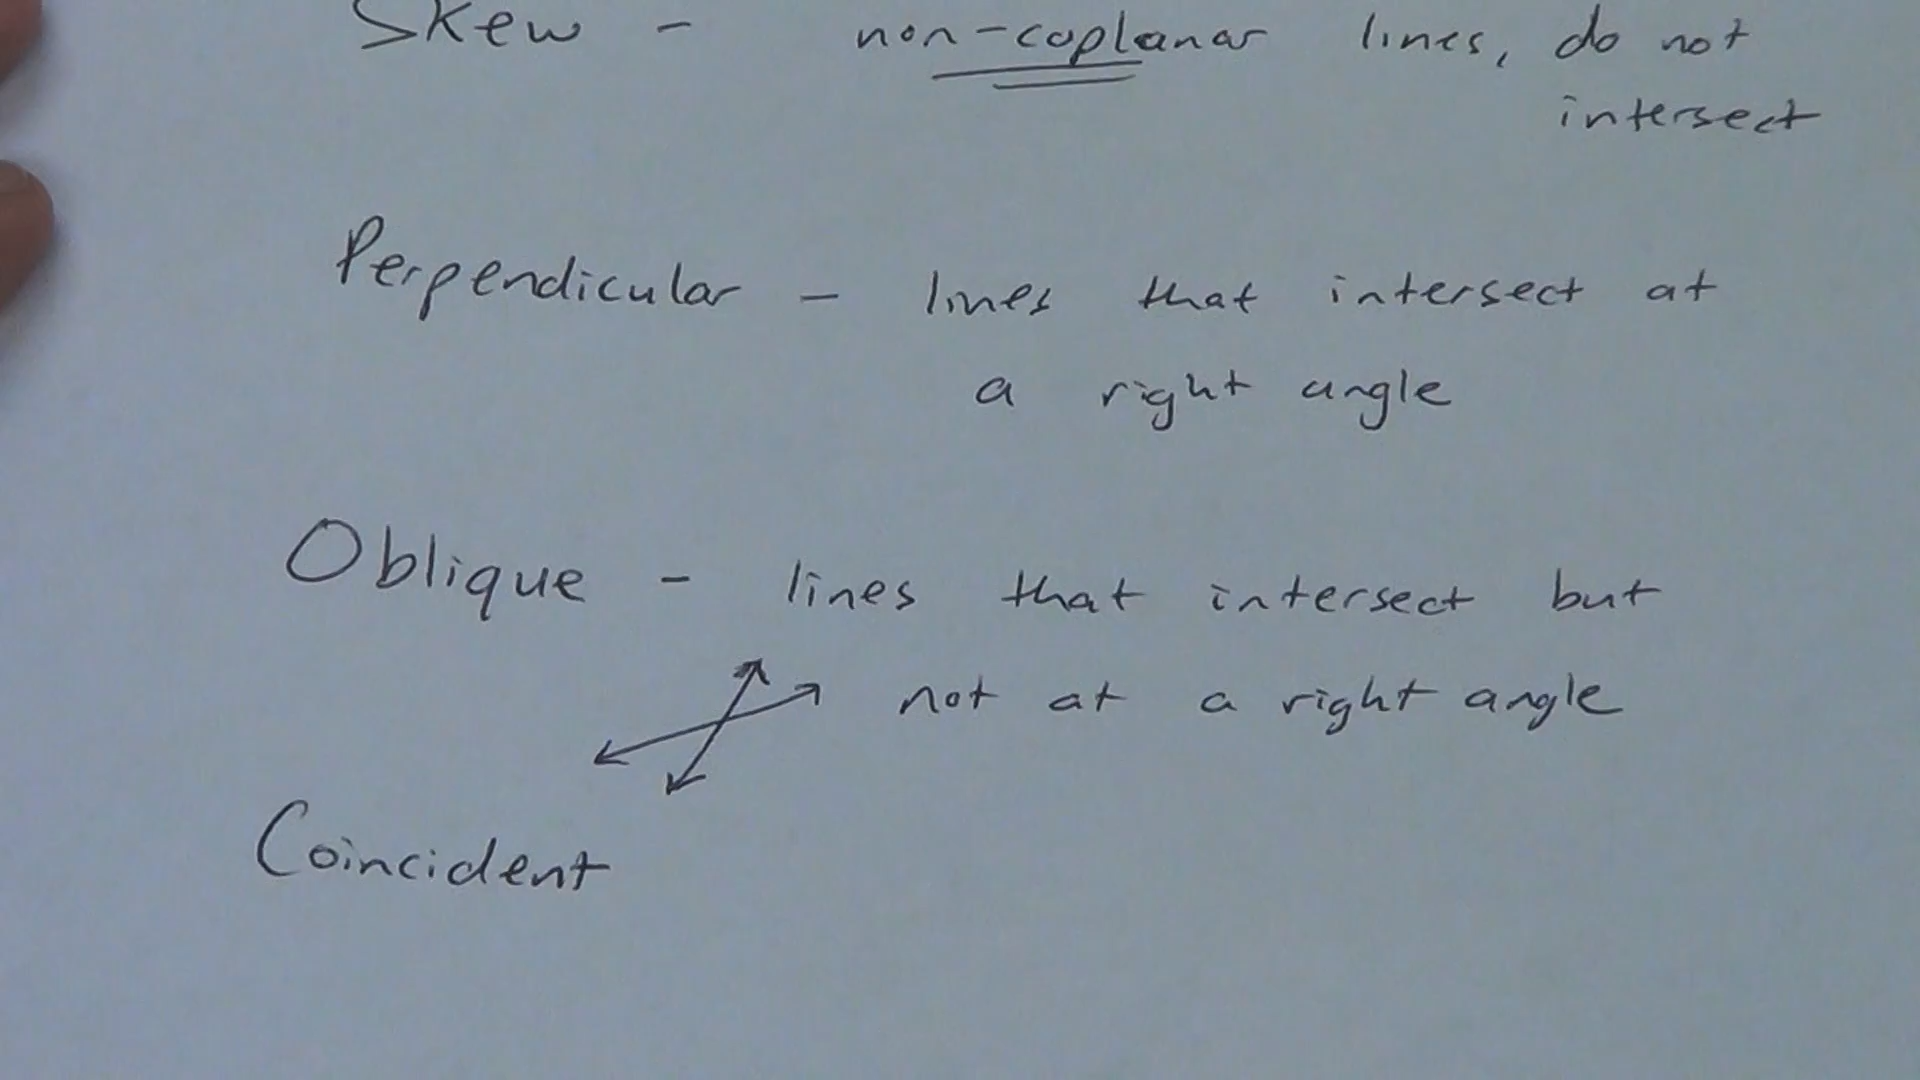 Skew - non-coplanar lines, do not
intersect
Perpendicular - lines that intersect at
a right angle
Oblique - lines that intersect but
not at a right angle
Coincident